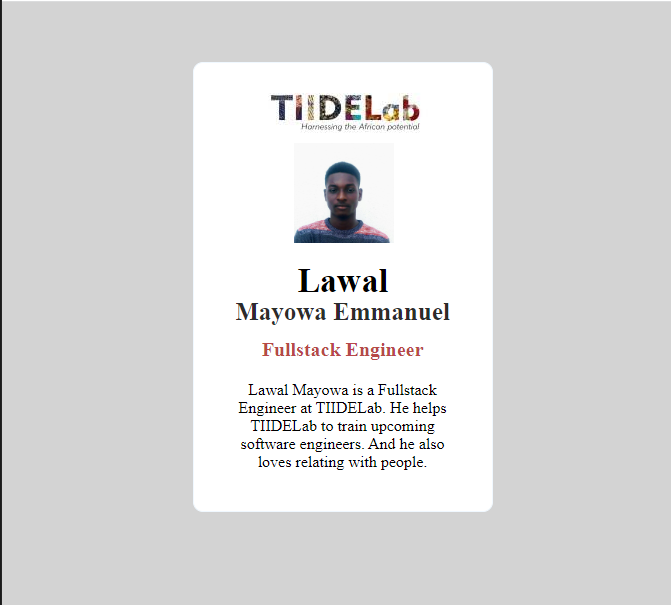 TIIDELab
Harnessing the African potential
Lawal
Mayowa Emmanuel
Fullstack Engineer
Lawal Mayowa is a Fullstack
Engineer at TIIDELab. He helps
TIIDELab to train upcoming
software engineers. And he also
loves relating with people.